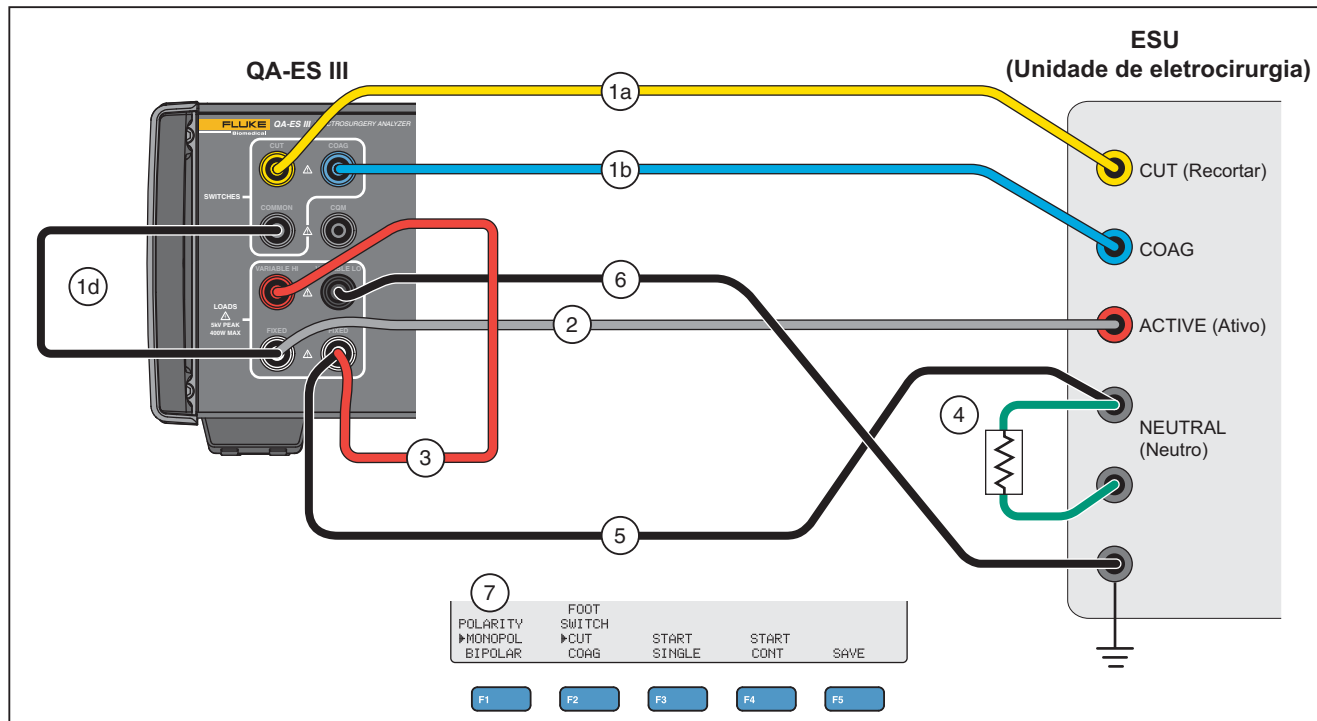 QA-ES III
ESU
(Unidade de eletrocirurgia)
FLUKE
Biomedical
QA-ES III
CTROSURGERY ANALYZER
CUT
COAG
SWITCHES
COMMON
COM
VARIABLE HI
BLE LO
LOADS
5kV PEAK
400W MAX
FIXED
FIXED
1a
1b
1d
6
2
3
5
4
7
CUT (Recortar)
COAG
ACTIVE (Ativo)
NEUTRAL
(Neutro)
FOOT
POLARITY SWITCH
MONOPOL CUT START START
BIPOLAR COAG SINGLE CONT SAVE
F1 F2 F3 F4 F5